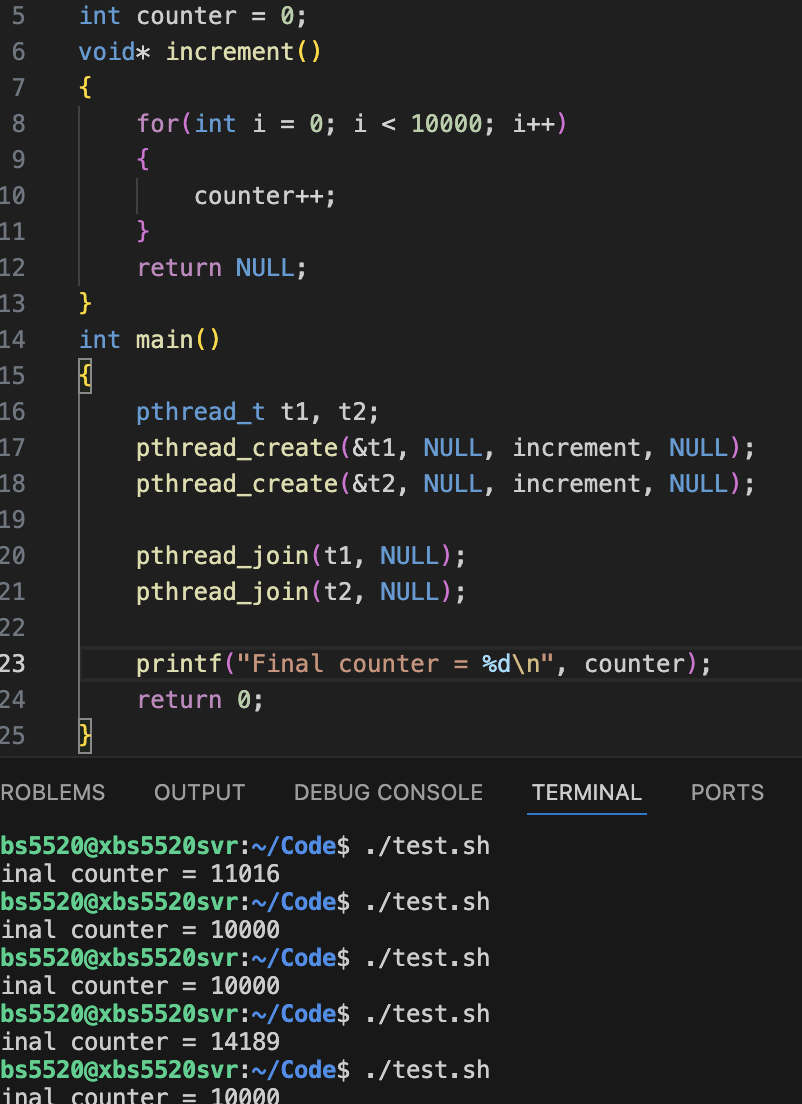 5 int counter = 0;
6 void* increment()
7 {
8 for(int i = 0; i < 10000; i++)
9 {
10 counter++;
11 }
12 return NULL;
13 }
14 int main()
15 {
16 pthread_t t1, t2;
17 pthread_create(&t1, NULL, increment, NULL);
18 pthread_create(&t2, NULL, increment, NULL);
19
20 pthread_join(t1, NULL);
21 pthread_join(t2, NULL);
22
23 printf("Final counter = %d\n", counter);
24 return 0;
25 }
ROBLEMS OUTPUT DEBUG CONSOLE TERMINAL PORTS
bs5520@xbs5520svr:~/Code$ ./test.sh
inal counter = 11016
bs5520@xbs5520svr:~/Code$ ./test.sh
inal counter = 10000
bs5520@xbs5520svr:~/Code$ ./test.sh
inal counter = 10000
bs5520@xbs5520svr:~/Code$ ./test.sh
inal counter = 14189
bs5520@xbs5520svr:~/Code$ ./test.sh
inal counter = 10000